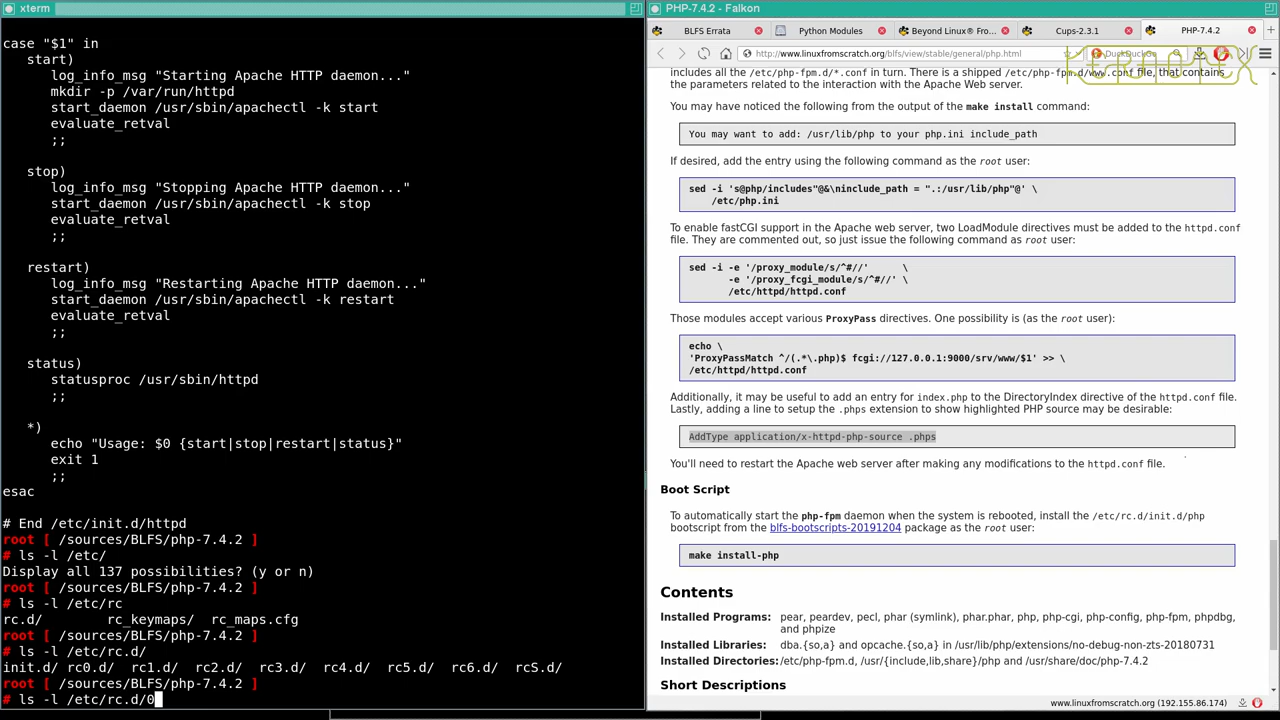 xterm
case "$1" in
start)
log_info_msg "Starting Apache HTTP daemon..."
mkdir -p /var/run/httpd
start_daemon /usr/sbin/apachectl -k start
evaluate_retval
;;
stop)
log_info_msg "Stopping Apache HTTP daemon..."
start_daemon /usr/sbin/apachectl -k stop
evaluate_retval
;;
restart)
log_info_msg "Restarting Apache HTTP daemon..."
start_daemon /usr/sbin/apachectl -k restart
evaluate_retval
;;
status)
statusproc /usr/sbin/httpd
;;
*)
echo "Usage: $0 {start|stop|restart|status}"
exit 1
;;
esac
# End /etc/init.d/httpd
root [ /sources/BLFS/php-7.4.2 ]
# ls -l /etc/
Display all 137 possibilities? (y or n)
root [ /sources/BLFS/php-7.4.2 ]
# ls -l /etc/rc
rc.d/ rc_keymaps/ rc_maps.cfg
root [ /sources/BLFS/php-7.4.2 ]
# ls -l /etc/rc.d/
init.d/ rc0.d/ rc1.d/ rc2.d/ rc3.d/ rc4.d/ rc5.d/ rc6.d/ rcS.d/
root [ /sources/BLFS/php-7.4.2 ]
# ls -l /etc/rc.d/0
PHP-7.4.2 - Falkon
BLFS Errata
Python Modules
Beyond Linux® Fro...
Cups-2.3.1
PHP-7.4.2
http://www.linuxfromscratch.org/blfs/view/stable/general/php.html
DuckDuckGo
includes all the /etc/php-fpm.d/*.conf in turn. There is a shipped /etc/php-fpm.d/www.conf file, that contains
the parameters related to the interaction with the Apache Web server.
You may have noticed the following from the output of the make install command:
You may want to add: /usr/lib/php to your php.ini include_path
If desired, add the entry using the following command as the root user:
sed -i 's@php/includes"@&\ninclude_path = ".:/usr/lib/php"@' \
/etc/php.ini
To enable fastCGI support in the Apache web server, two LoadModule directives must be added to the httpd.conf
file. They are commented out, so just issue the following command as root user:
sed -i -e '/proxy_module/s/^#//' \
-e '/proxy_fcgi_module/s/^#//' \
/etc/httpd/httpd.conf
Those modules accept various ProxyPass directives. One possibility is (as the root user):
echo \
'ProxyPassMatch ^/(.*\.php)$ fcgi://127.0.0.1:9000/srv/www/$1' >> \
/etc/httpd/httpd.conf
Additionally, it may be useful to add an entry for index.php to the DirectoryIndex directive of the httpd.conf file.
Lastly, adding a line to setup the .phps extension to show highlighted PHP source may be desirable:
AddType application/x-httpd-php-source .phps
You'll need to restart the Apache web server after making any modifications to the httpd.conf file.
Boot Script
To automatically start the php-fpm daemon when the system is rebooted, install the /etc/rc.d/init.d/php
bootscript from the blfs-bootscripts-20191204 package as the root user:
make install-php
Contents
Installed Programs: pear, peardev, pecl, phar (symlink), phar.phar, php, php-cgi, php-config, php-fpm, phpdbg,
and phpize
Installed Libraries: dba.{so,a} and opcache.{so,a} in /usr/lib/php/extensions/no-debug-non-zts-20180731
Installed Directories: /etc/php-fpm.d, /usr/{include,lib,share}/php and /usr/share/doc/php-7.4.2
Short Descriptions
www.linuxfromscratch.org (192.155.86.174)